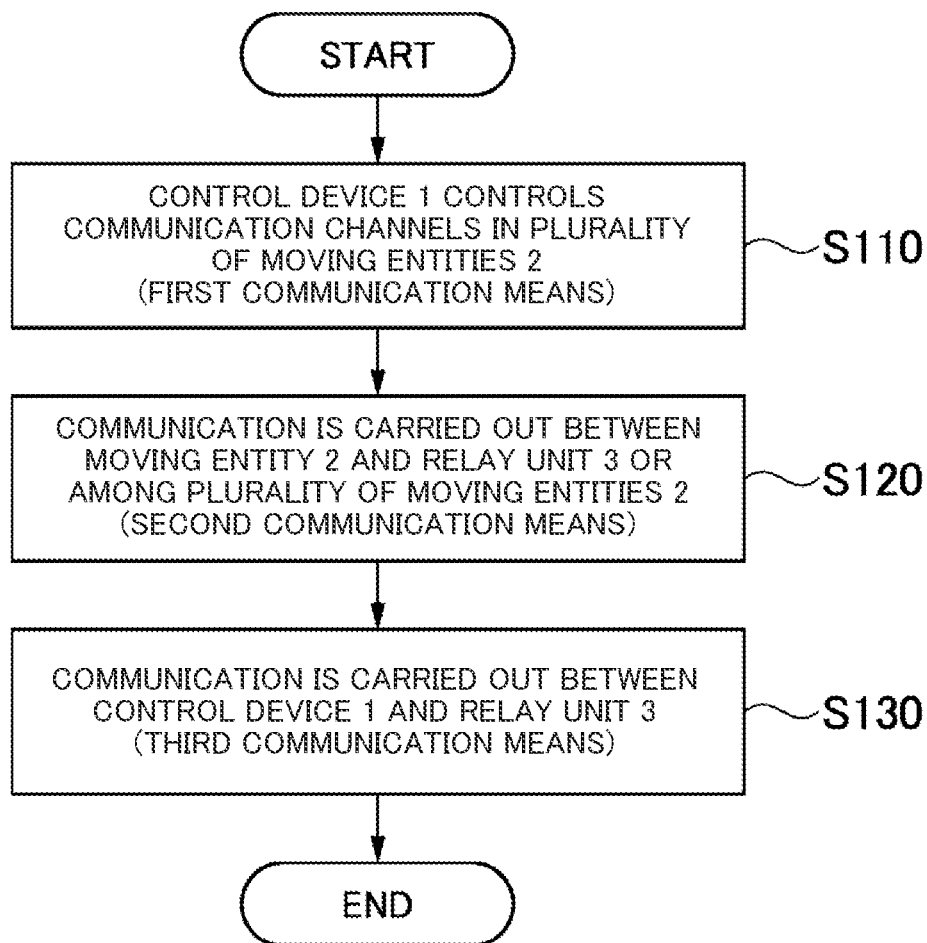 START
CONTROL DEVICE 1 CONTROLS
COMMUNICATION CHANNELS IN PLURALITY
OF MOVING ENTITIES 2
(FIRST COMMUNICATION MEANS)
S110
COMMUNICATION IS CARRIED OUT BETWEEN
MOVING ENTITY 2 AND RELAY UNIT 3 OR
AMONG PLURALITY OF MOVING ENTITIES 2
(SECOND COMMUNICATION MEANS)
S120
COMMUNICATION IS CARRIED OUT BETWEEN
CONTROL DEVICE 1 AND RELAY UNIT 3
(THIRD COMMUNICATION MEANS)
S130
END